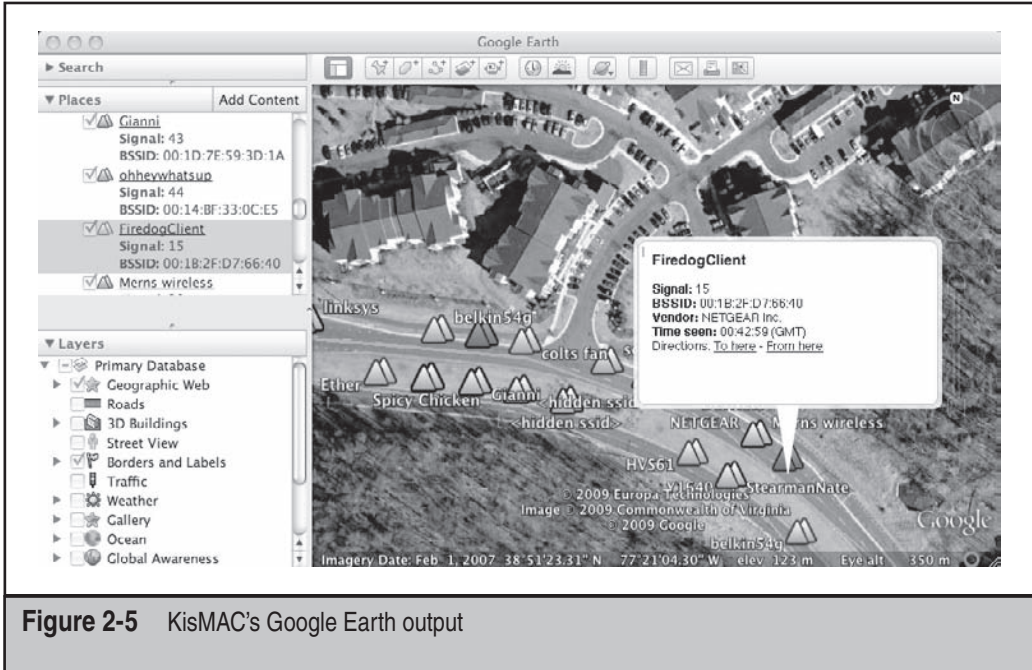 Google Earth
Search
Places
Add Content
Gianni
Signal: 43
BSSID: 00:1D:7E:59:3D:1A
ohheywhatsup
Signal: 44
BSSID: 00:14:BF:33:0C:E5
FiredogClient
Signal: 15
BSSID: 00:1B:2F:D7:66:40
Merns wireless
Layers
Primary Database
Geographic Web
Roads
3D Buildings
Street View
Borders and Labels
Traffic
Weather
Gallery
Ocean
Global Awareness
N
FiredogClient
Signal: 15
BSSID: 00:1B:2F:D7:66:40
Vendor: NETGEAR Inc.
Time seen: 00:42:59 (GMT)
Directions: To here - From here
linksys
belkin54g
colts fan
Ether
Spicy Chicken
Gianni
<hidden ssid>
<hidden ssid>
NETGEAR
Merns wireless
HVS61
StearmanNate
© 2009 Europa Technologies
Image © 2009 Commonwealth of Virginia
© 2009 Google
belkin54g
Google
Imagery Date: Feb 1, 2007 38°51'23.31" N 77°21'04.30" W elev 123 m Eye alt 350 m
Figure 2-5 KisMAC's Google Earth output